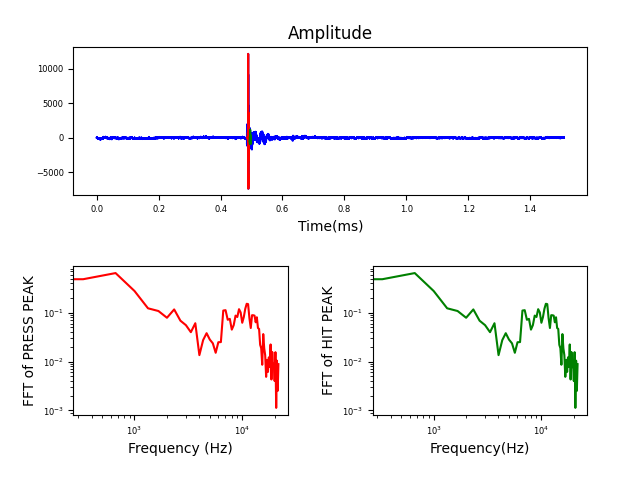 Amplitude
10000
5000
0
−5000
0.0 0.2 0.4 0.6 0.8 1.0 1.2 1.4
Time(ms)
FFT of PRESS PEAK
10⁻¹
10⁻²
10⁻³
10³ 10⁴
Frequency (Hz)
FFT of HIT PEAK
10⁻¹
10⁻²
10⁻³
10³ 10⁴
Frequency(Hz)